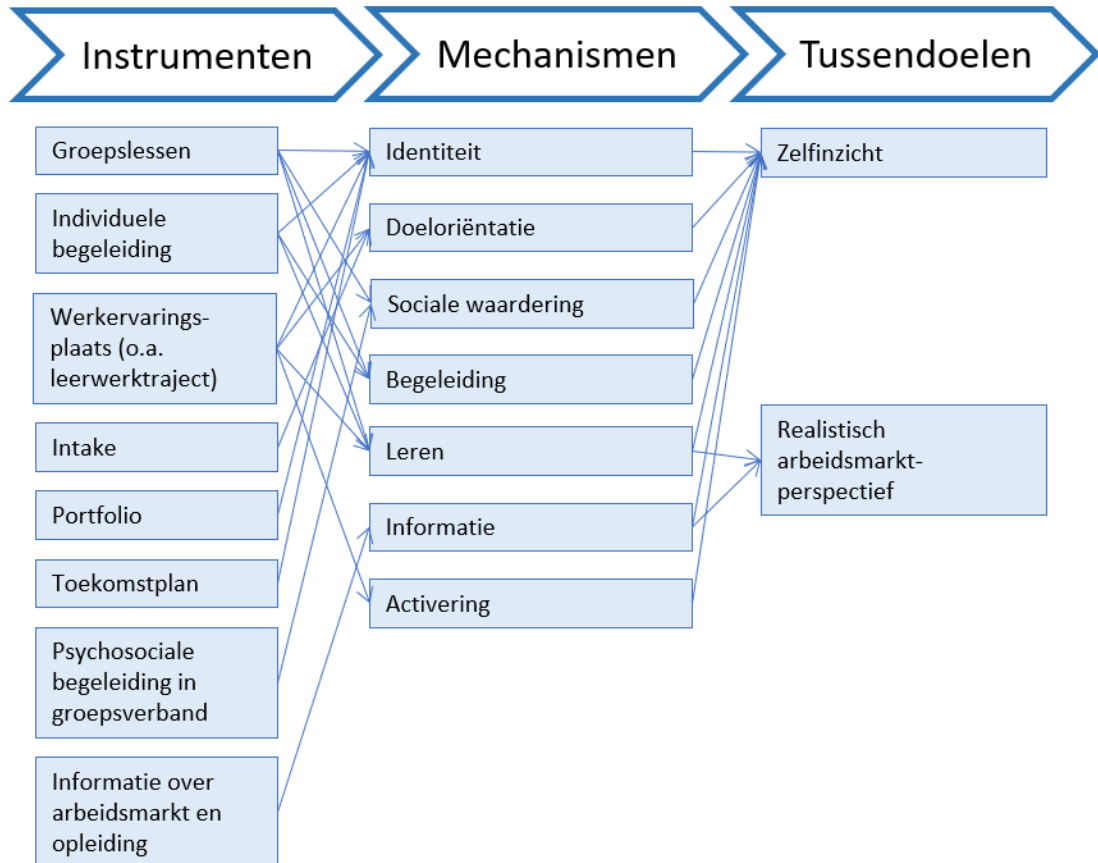 Instrumenten
Mechanismen
Tussendoelen
Groepslessen
Individuele
begeleiding
Werkervarings-
plaats (o.a.
leerwerktraject)
Intake
Portfolio
Toekomstplan
Psychosociale
begeleiding in
groepsverband
Informatie over
arbeidsmarkt en
opleiding
Identiteit
Doeloriëntatie
Sociale waardering
Begeleiding
Leren
Informatie
Activering
Zelfinzicht
Realistisch
arbeidsmarkt-
perspectief